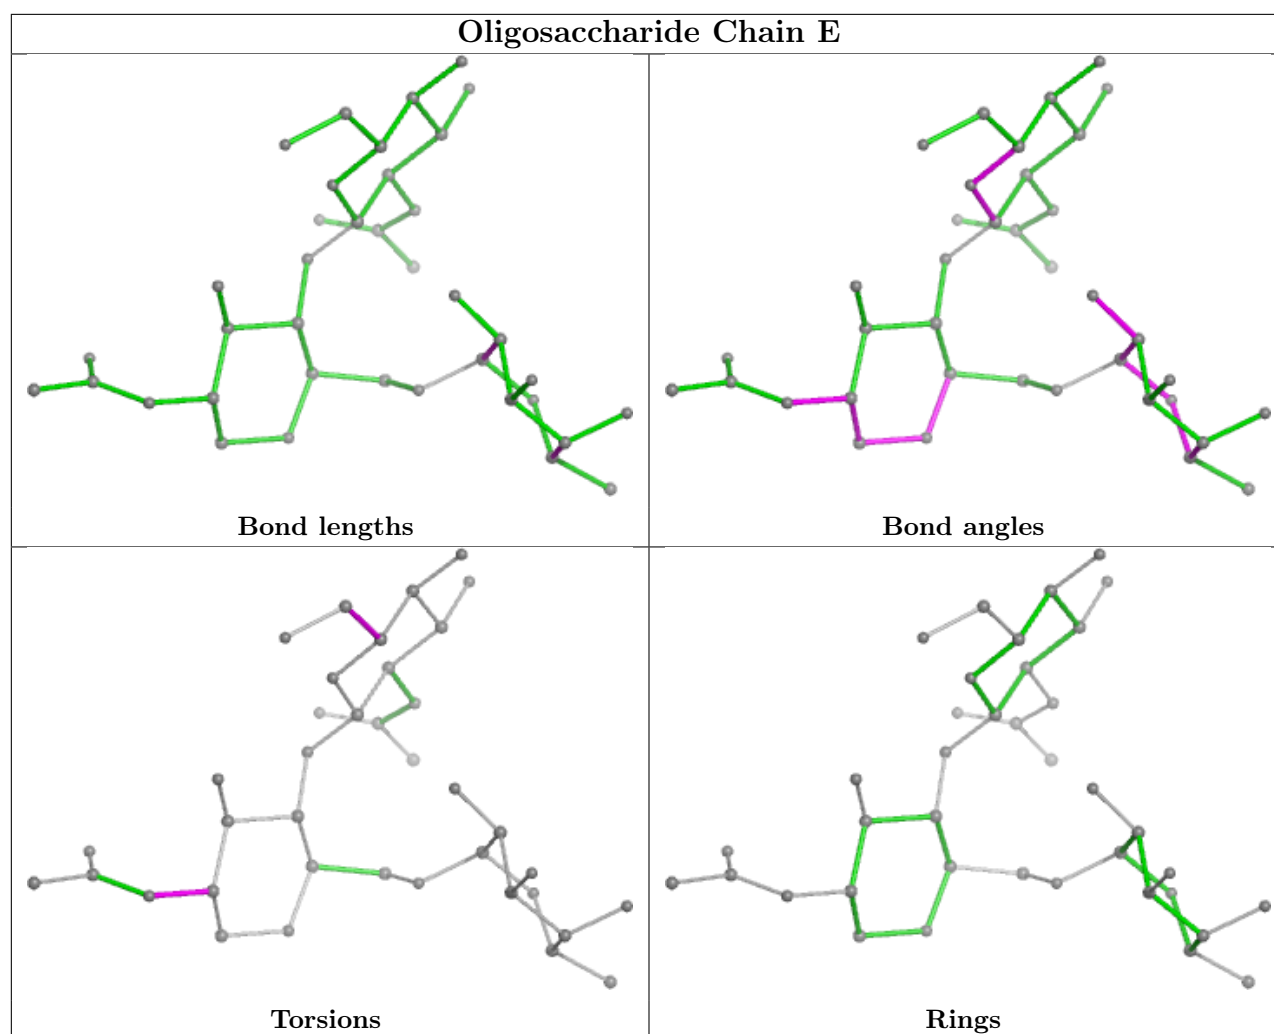 Oligosaccharide Chain E
Bond lengths
Bond angles
Torsions
Rings